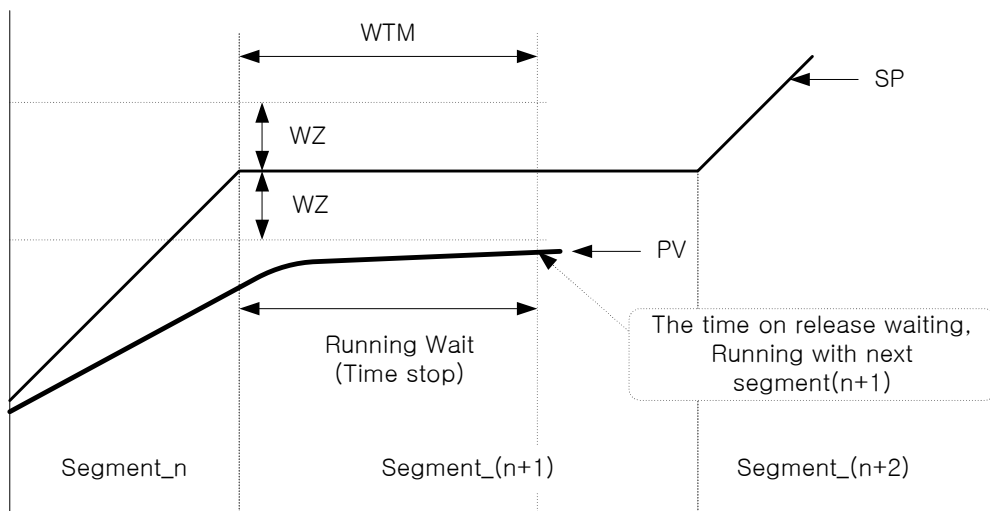 WTM
SP
WZ
WZ
PV
The time on release waiting,
Running with next
segment(n+1)
Running Wait
(Time stop)
Segment_n
Segment_(n+1)
Segment_(n+2)